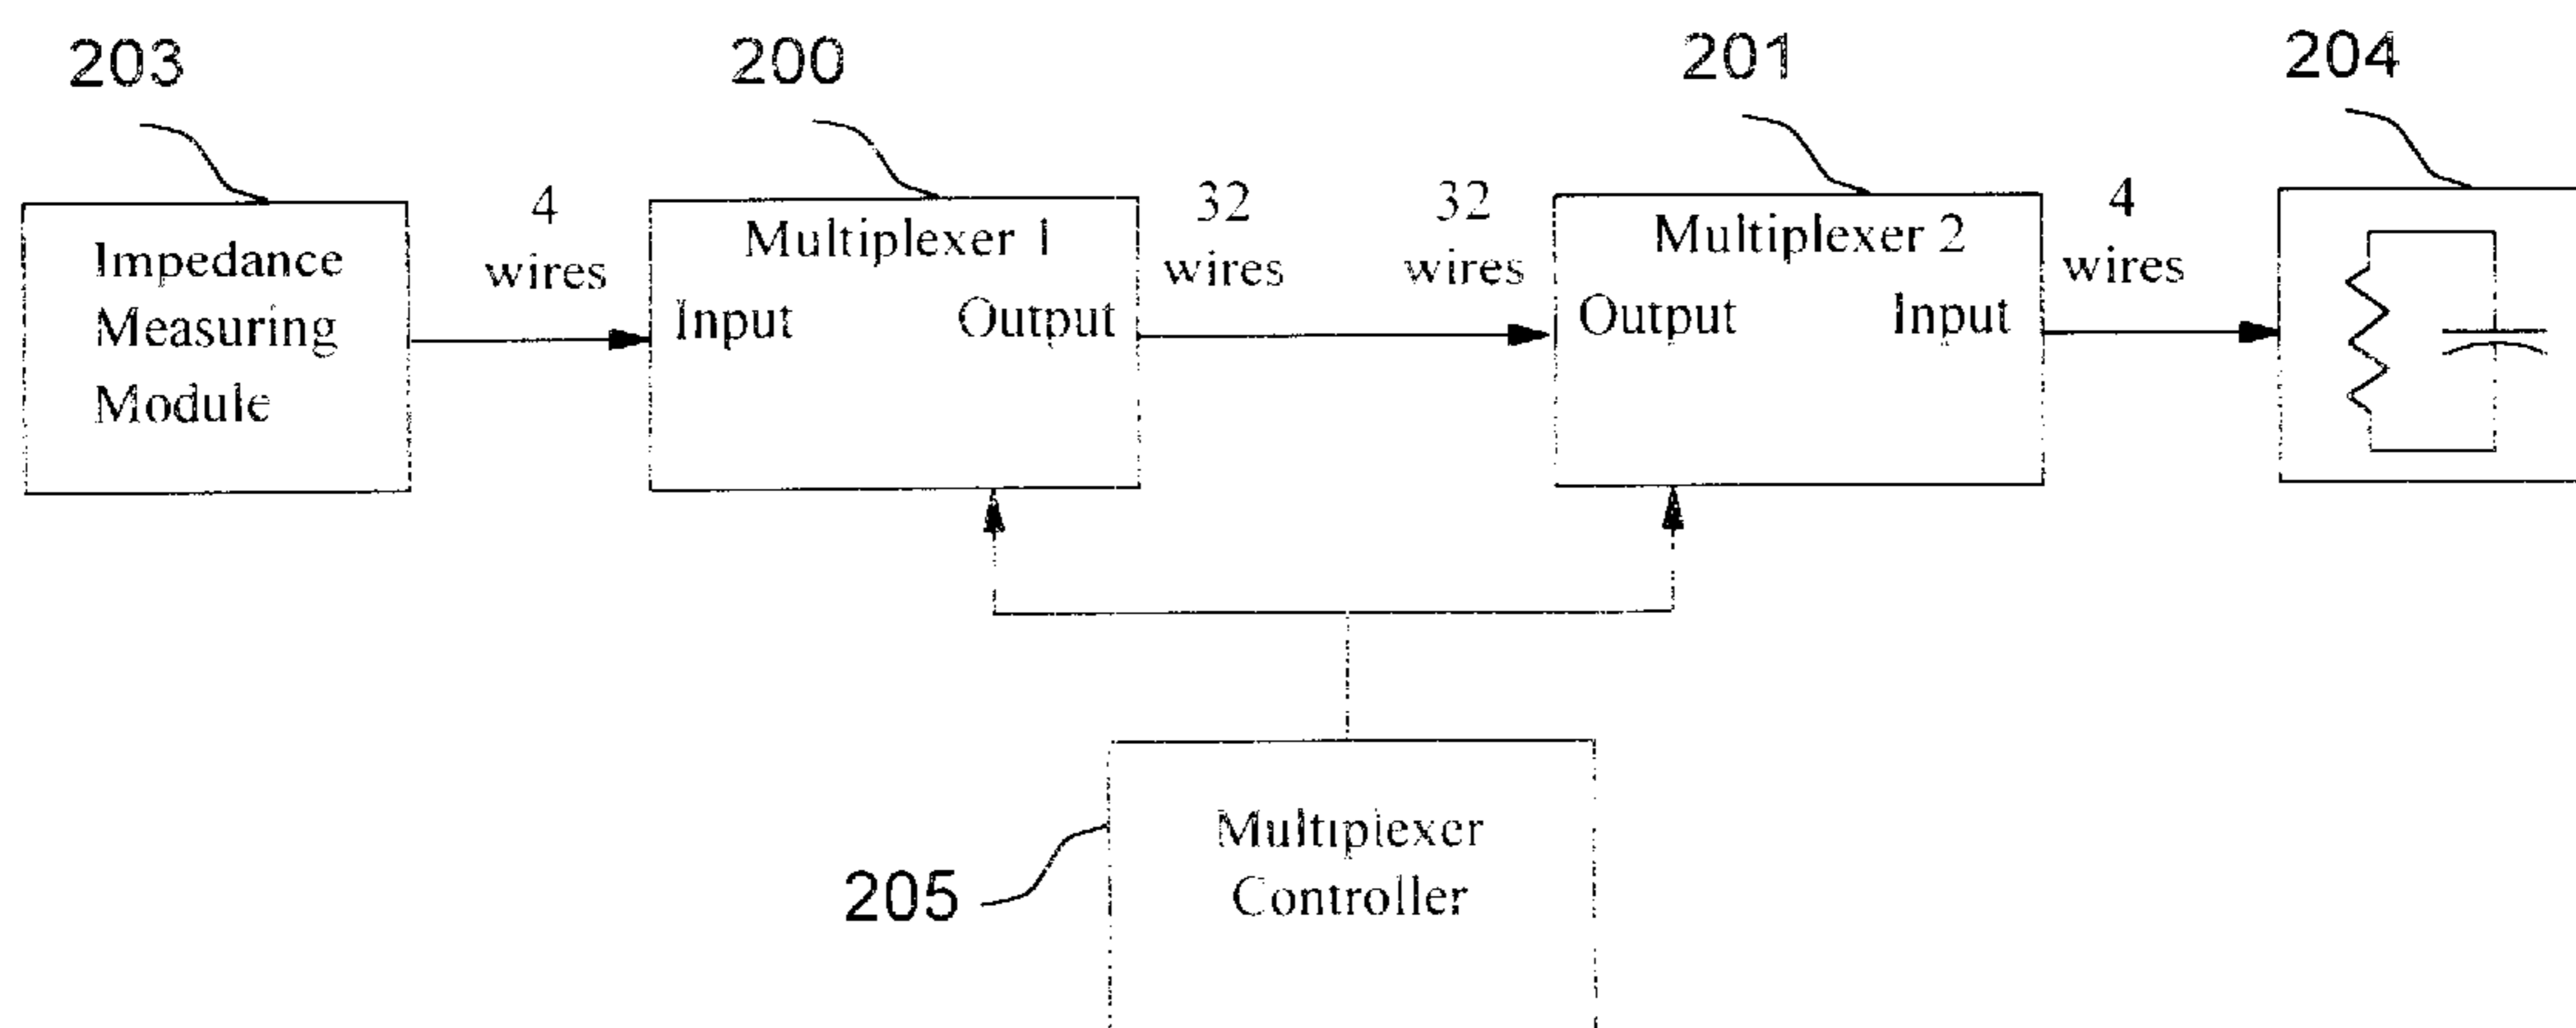 203
200
201
204
4
wires
32
wires
32
wires
4
wires
Impedance
Measuring
Module
Multiplexer 1
Input Output
Multiplexer 2
Output Input
205
Multiplexer
Controller